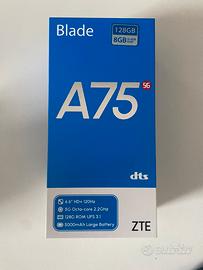 Blade
128GB
8GB
A75 5G
dts
6.6" HD+ 120Hz
5G Octa-core 2.2GHz
128G ROM UFS 3.1
5000mAh Large Battery
ZTE
subito